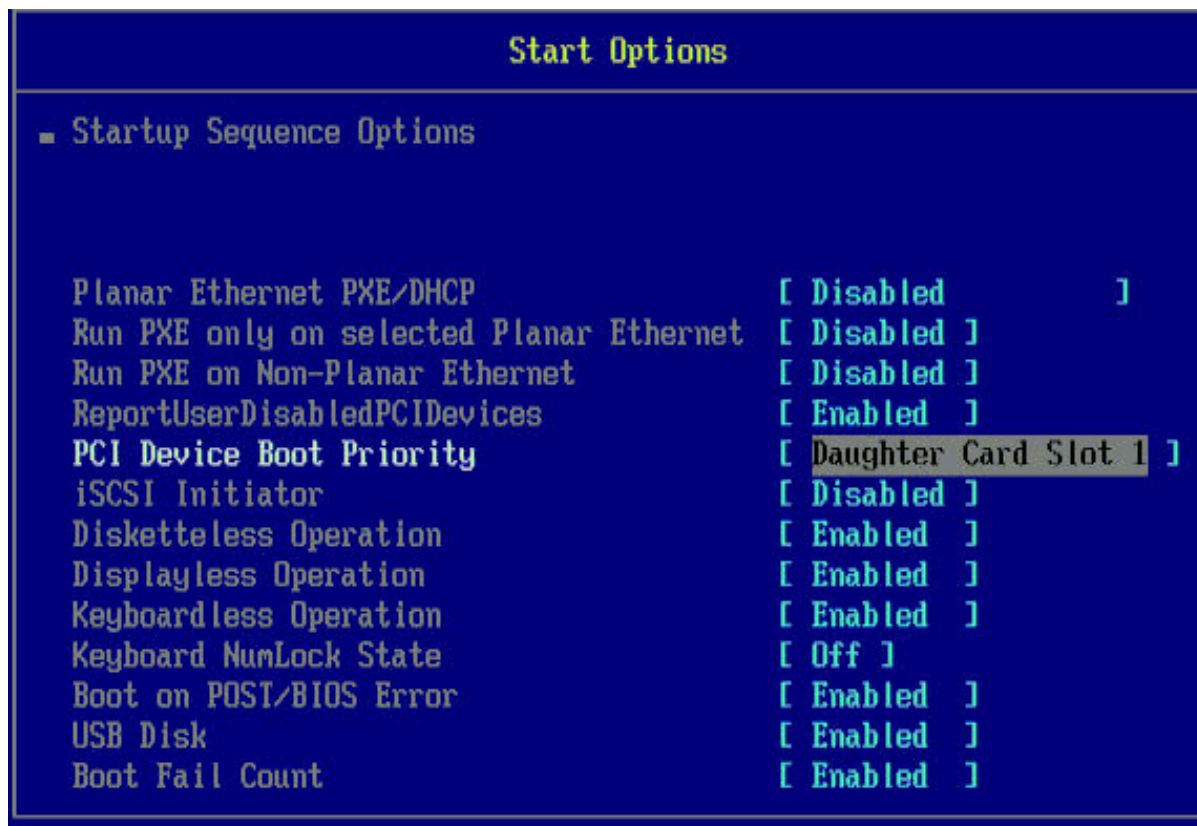 Start Options
Startup Sequence Options
Planar Ethernet PXE/DHCP [ Disabled ]
Run PXE only on selected Planar Ethernet [ Disabled ]
Run PXE on Non-Planar Ethernet [ Disabled ]
ReportUserDisabledPCIDevices [ Enabled ]
PCI Device Boot Priority [ Daughter Card Slot 1 ]
iSCSI Initiator [ Disabled ]
Disketteless Operation [ Enabled ]
Displayless Operation [ Enabled ]
Keyboardless Operation [ Enabled ]
Keyboard NumLock State [ Off ]
Boot on POST/BIOS Error [ Enabled ]
USB Disk [ Enabled ]
Boot Fail Count [ Enabled ]